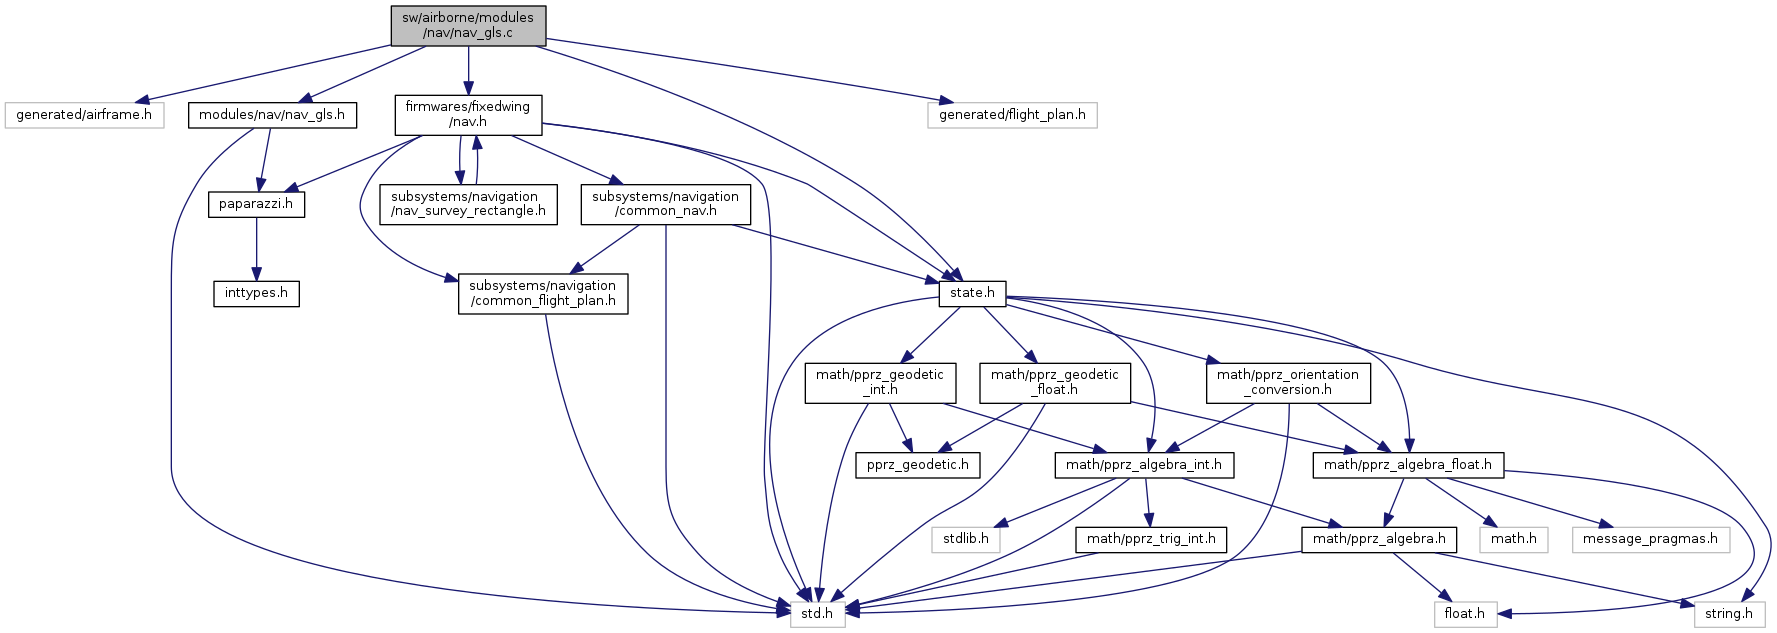 sw/airborne/modules
/nav/nav_gls.c
generated/airframe.h
modules/nav/nav_gls.h
firmwares/fixedwing
/nav.h
generated/flight_plan.h
paparazzi.h
subsystems/navigation
/nav_survey_rectangle.h
subsystems/navigation
/common_nav.h
inttypes.h
subsystems/navigation
/common_flight_plan.h
state.h
math/pprz_geodetic
_int.h
math/pprz_geodetic
_float.h
math/pprz_orientation
_conversion.h
pprz_geodetic.h
math/pprz_algebra_int.h
math/pprz_algebra_float.h
stdlib.h
math/pprz_trig_int.h
math/pprz_algebra.h
math.h
message_pragmas.h
std.h
float.h
string.h